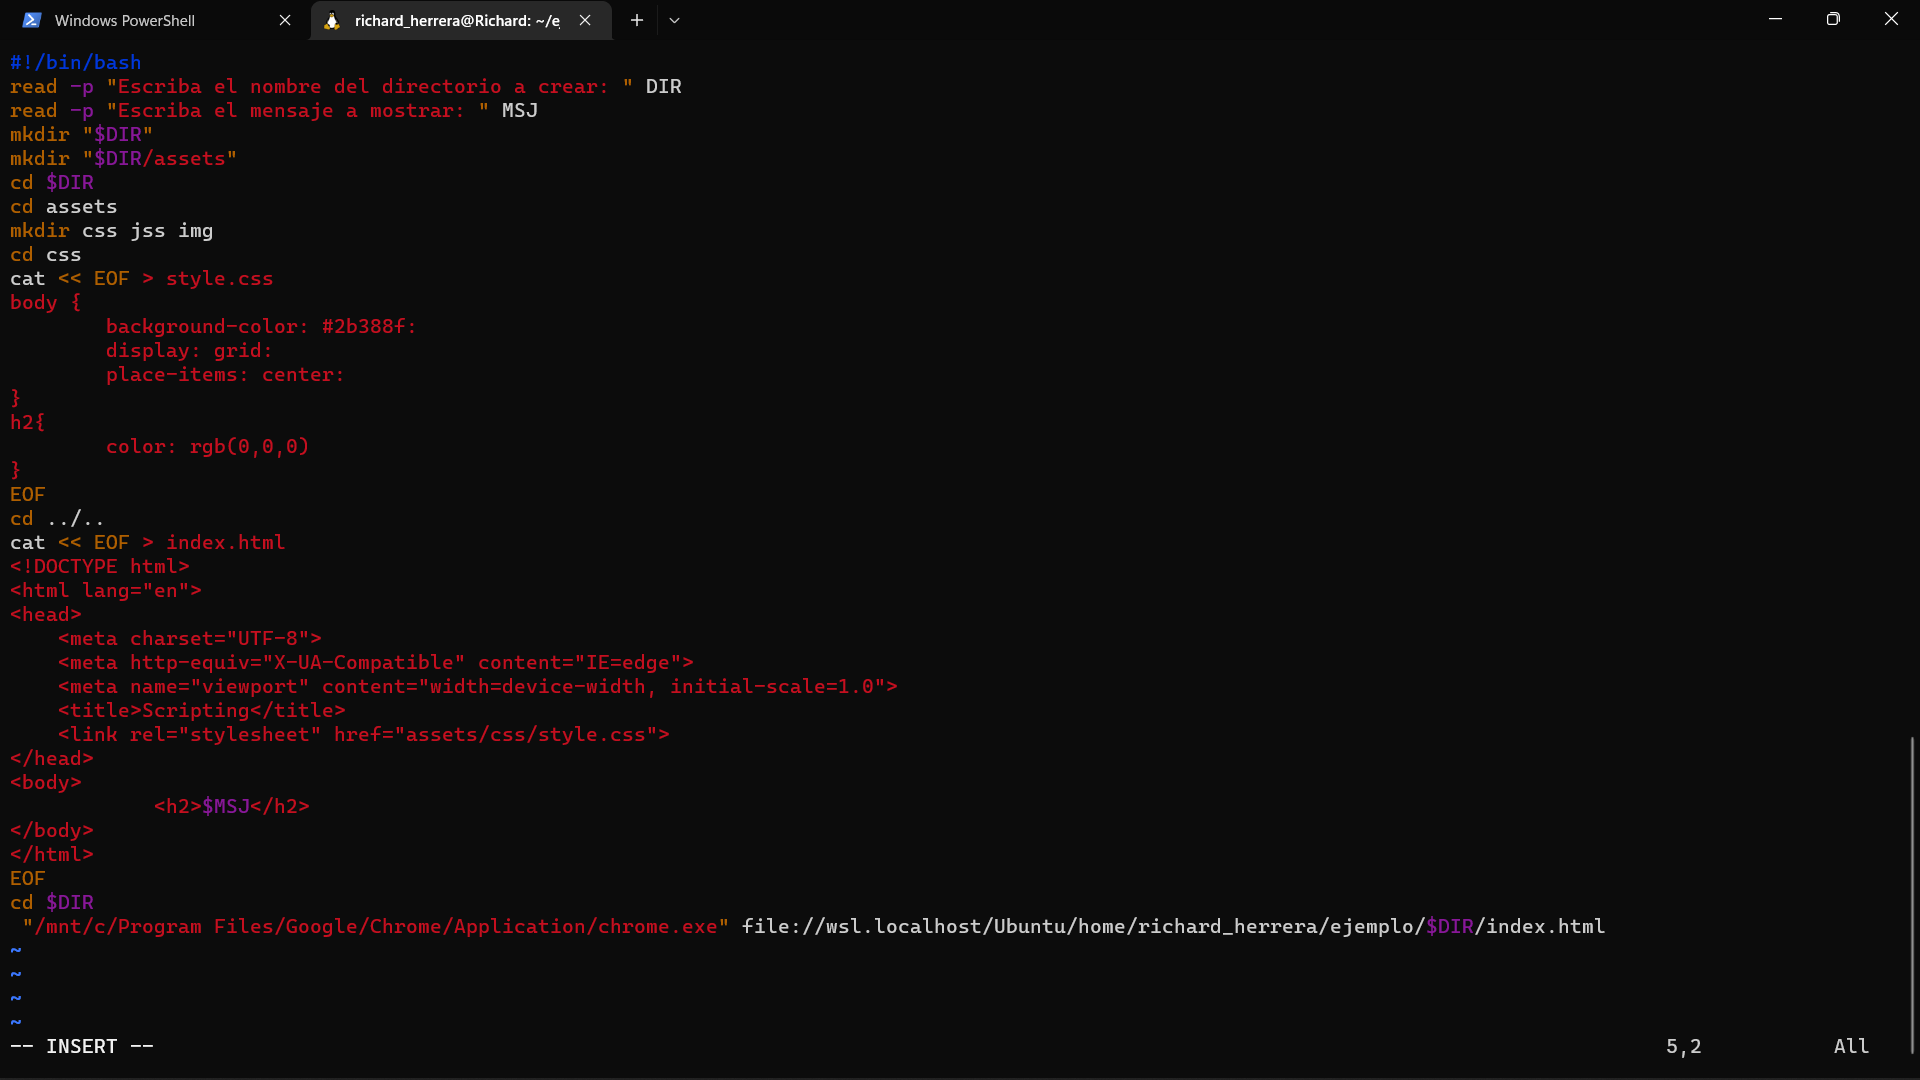 Windows PowerShell
richard_herrera@Richard: ~/e
#!/bin/bash
read -p "Escriba el nombre del directorio a crear: " DIR
read -p "Escriba el mensaje a mostrar: " MSJ
mkdir "$DIR"
mkdir "$DIR/assets"
cd $DIR
cd assets
mkdir css jss img
cd css
cat << EOF > style.css
body {
        background-color: #2b388f:
        display: grid:
        place-items: center:
}
h2{
        color: rgb(0,0,0)
}
EOF
cd ../..
cat << EOF > index.html
<!DOCTYPE html>
<html lang="en">
<head>
    <meta charset="UTF-8">
    <meta http-equiv="X-UA-Compatible" content="IE=edge">
    <meta name="viewport" content="width=device-width, initial-scale=1.0">
    <title>Scripting</title>
    <link rel="stylesheet" href="assets/css/style.css">
</head>
<body>
            <h2>$MSJ</h2>
</body>
</html>
EOF
cd $DIR
 "/mnt/c/Program Files/Google/Chrome/Application/chrome.exe" file://wsl.localhost/Ubuntu/home/richard_herrera/ejemplo/$DIR/index.html
~
~
~
~
-- INSERT -- 5,2 All